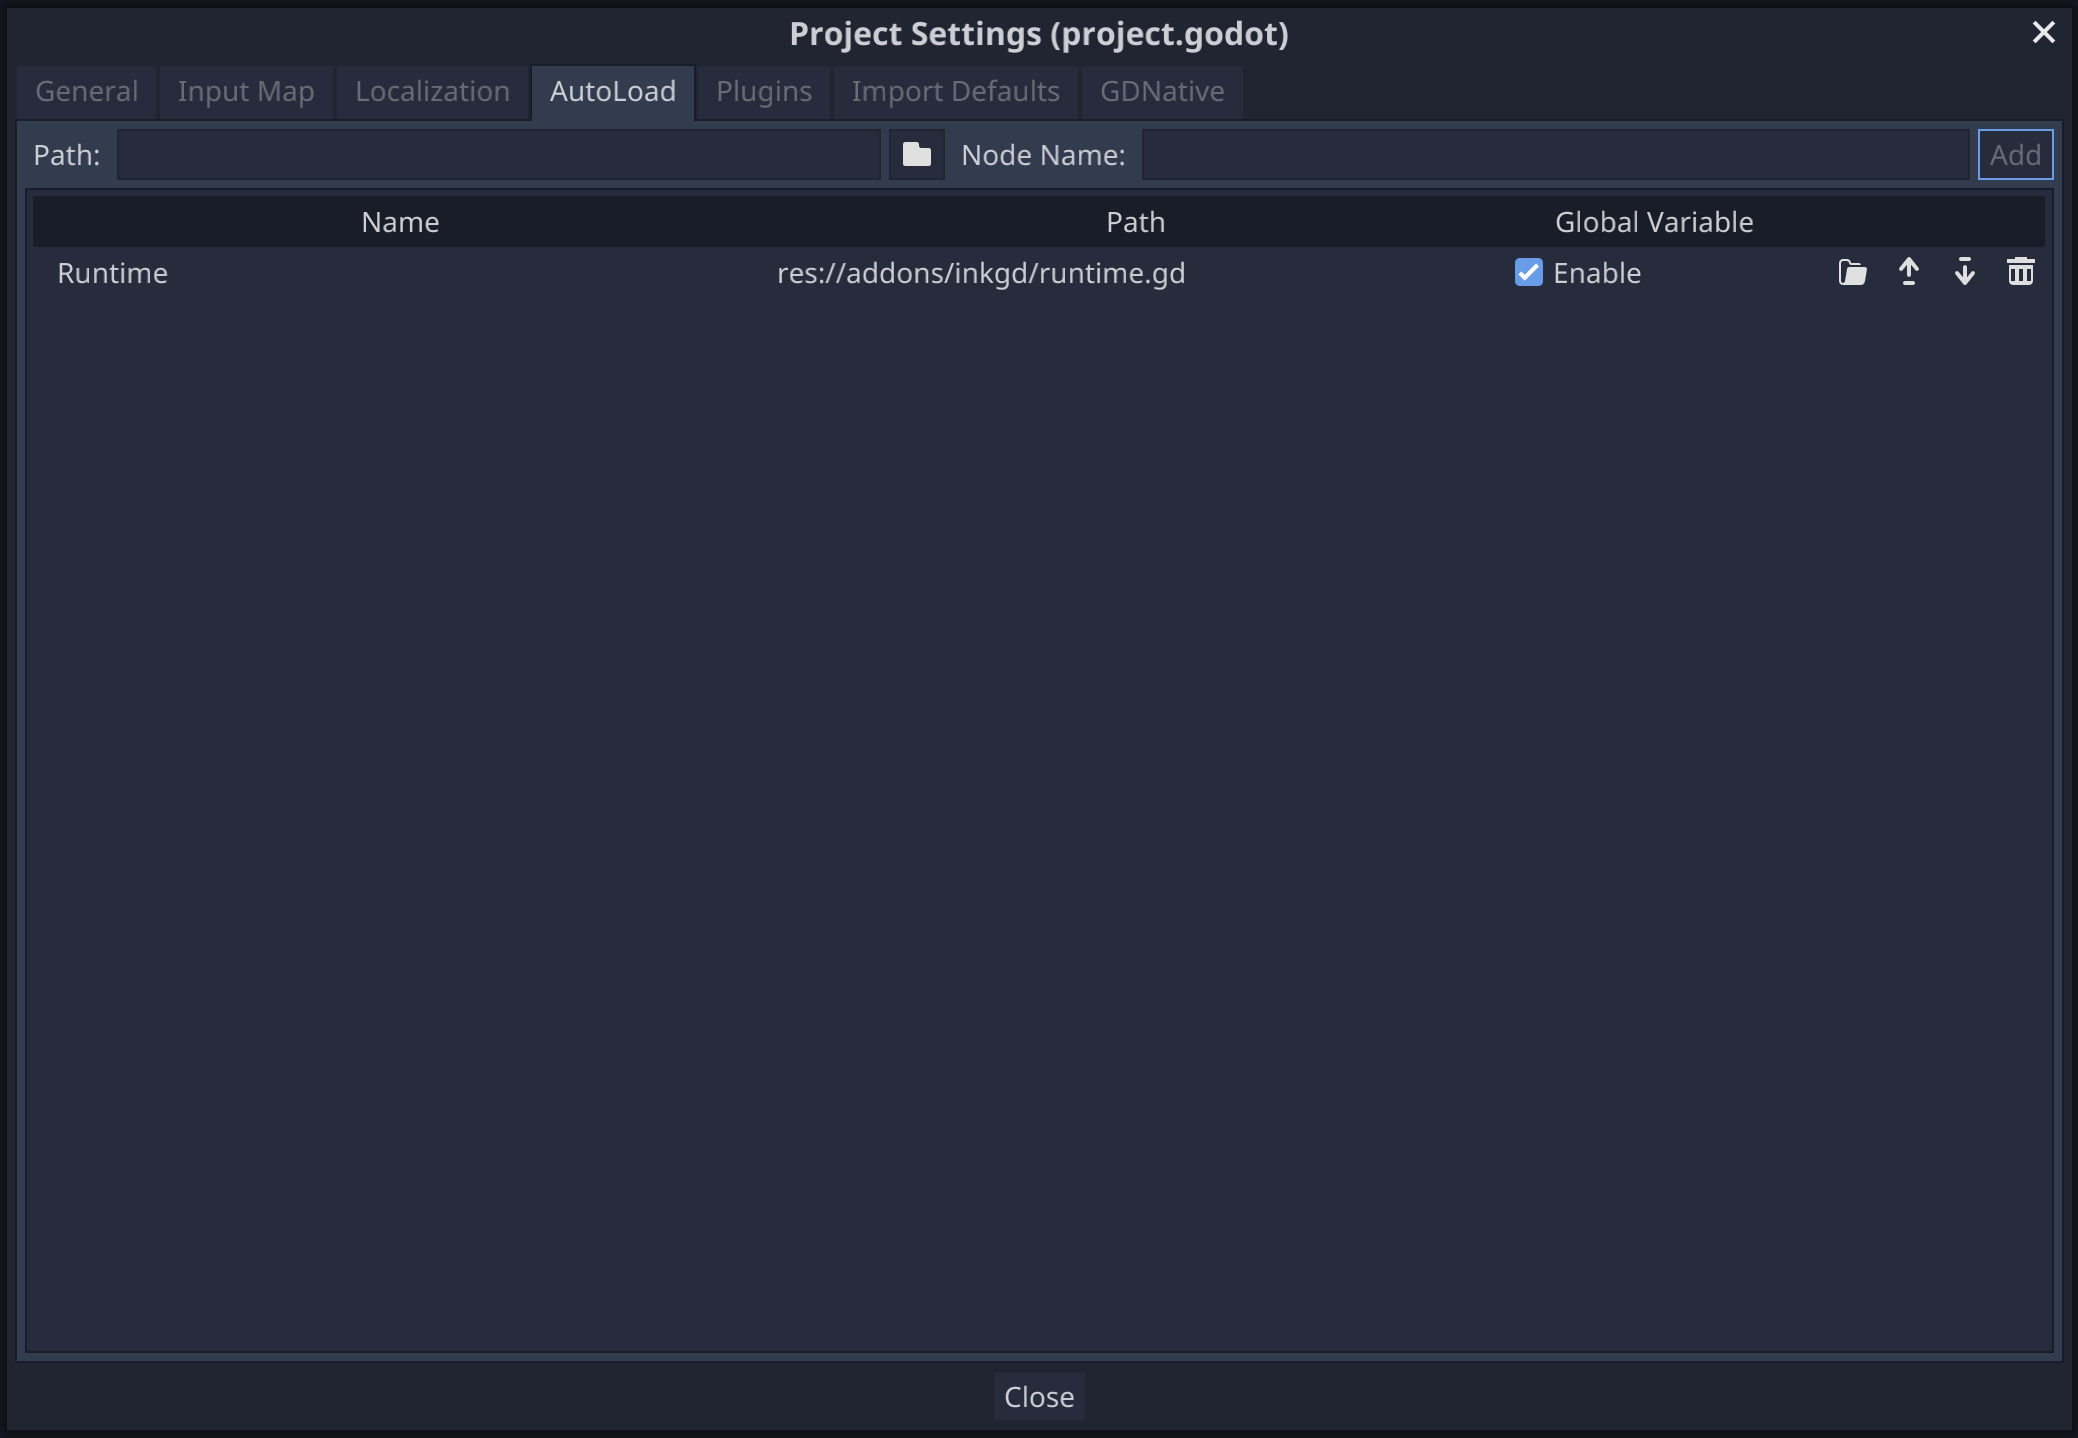 Project Settings (project.godot)
General Input Map Localization AutoLoad Plugins Import Defaults GDNative
Path: Node Name: Add
Name Path Global Variable
Runtime res://addons/inkgd/runtime.gd Enable
Close